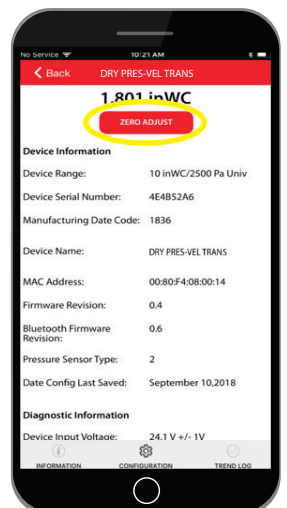 No Service 10:21 AM
Back DRY PRES-VEL TRANS
1.801 inWC
ZERO ADJUST
Device Information
Device Range: 10 inWC/2500 Pa Univ
Device Serial Number: 4E4B52A6
Manufacturing Date Code: 1836
Device Name: DRY PRES-VEL TRANS
MAC Address: 00:80:F4:08:00:14
Firmware Revision: 0.4
Bluetooth Firmware 0.6
Revision:
Pressure Sensor Type: 2
Date Config Last Saved: September 10,2018
Diagnostic Information
Device Input Voltage: 24.1 V +/- 1V
INFORMATION CONFIGURATION TREND LOG